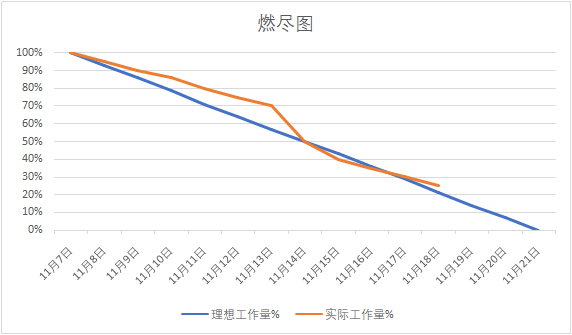 燃尽图
100%
90%
80%
70%
60%
50%
40%
30%
20%
10%
0%
11月7日
11月8日
11月9日
11月10日
11月11日
11月12日
11月13日
11月14日
11月15日
11月16日
11月17日
11月18日
11月19日
11月20日
11月21日
理想工作量% 实际工作量%